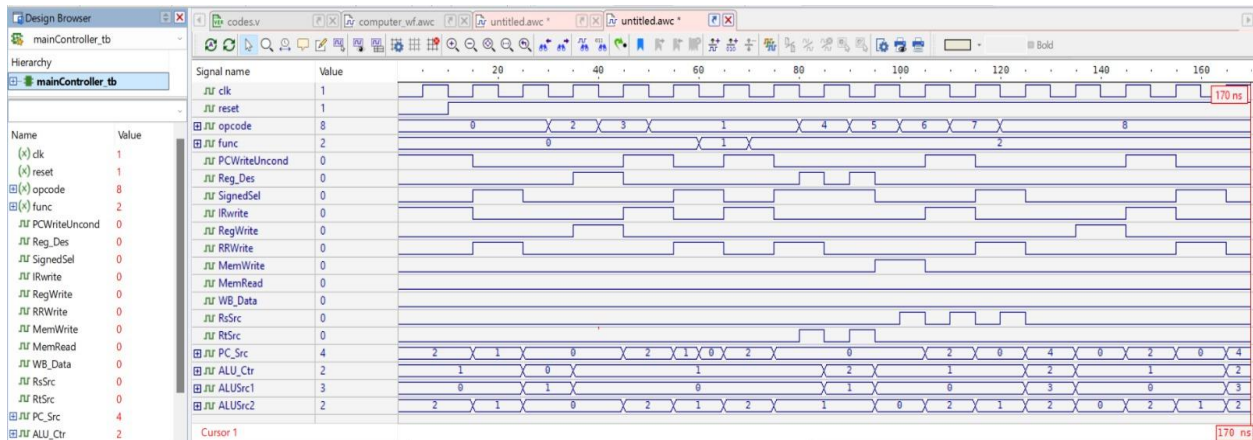 Design Browser
mainController_tb
Hierarchy
mainController_tb
Name Value
clk 1
reset 1
opcode 8
func 2
PCWriteUncond 0
Reg_Des 0
SignedSel 0
IRwrite 0
RegWrite 0
RRWrite 0
MemWrite 0
MemRead 0
WB_Data 0
RsSrc 0
RtSrc 0
PC_Src 4
ALU_Ctr 2
codes.v computer_wf.awc untitled.awc * untitled.awc *
Bold
Signal name Value 20 40 60 80 100 120 140 160
clk 1 170 ns
reset 1
opcode 8 0 2 3 1 4 5 6 7 8
func 2 0 1 2
PCWriteUncond 0
Reg_Des 0
SignedSel 0
IRwrite 0
RegWrite 0
RRWrite 0
MemWrite 0
MemRead 0
WB_Data 0
RsSrc 0
RtSrc 0
PC_Src 4 2 1 0 2 1 0 2 0 2 0 4 0 2 0 4
ALU_Ctr 2 1 0 1 2 1 2 1 2
ALUSrc1 3 0 1 0 1 0 3 0 3
ALUSrc2 2 2 1 0 2 1 2 1 0 2 1 2 0 2 1 2
Cursor 1 170 ns